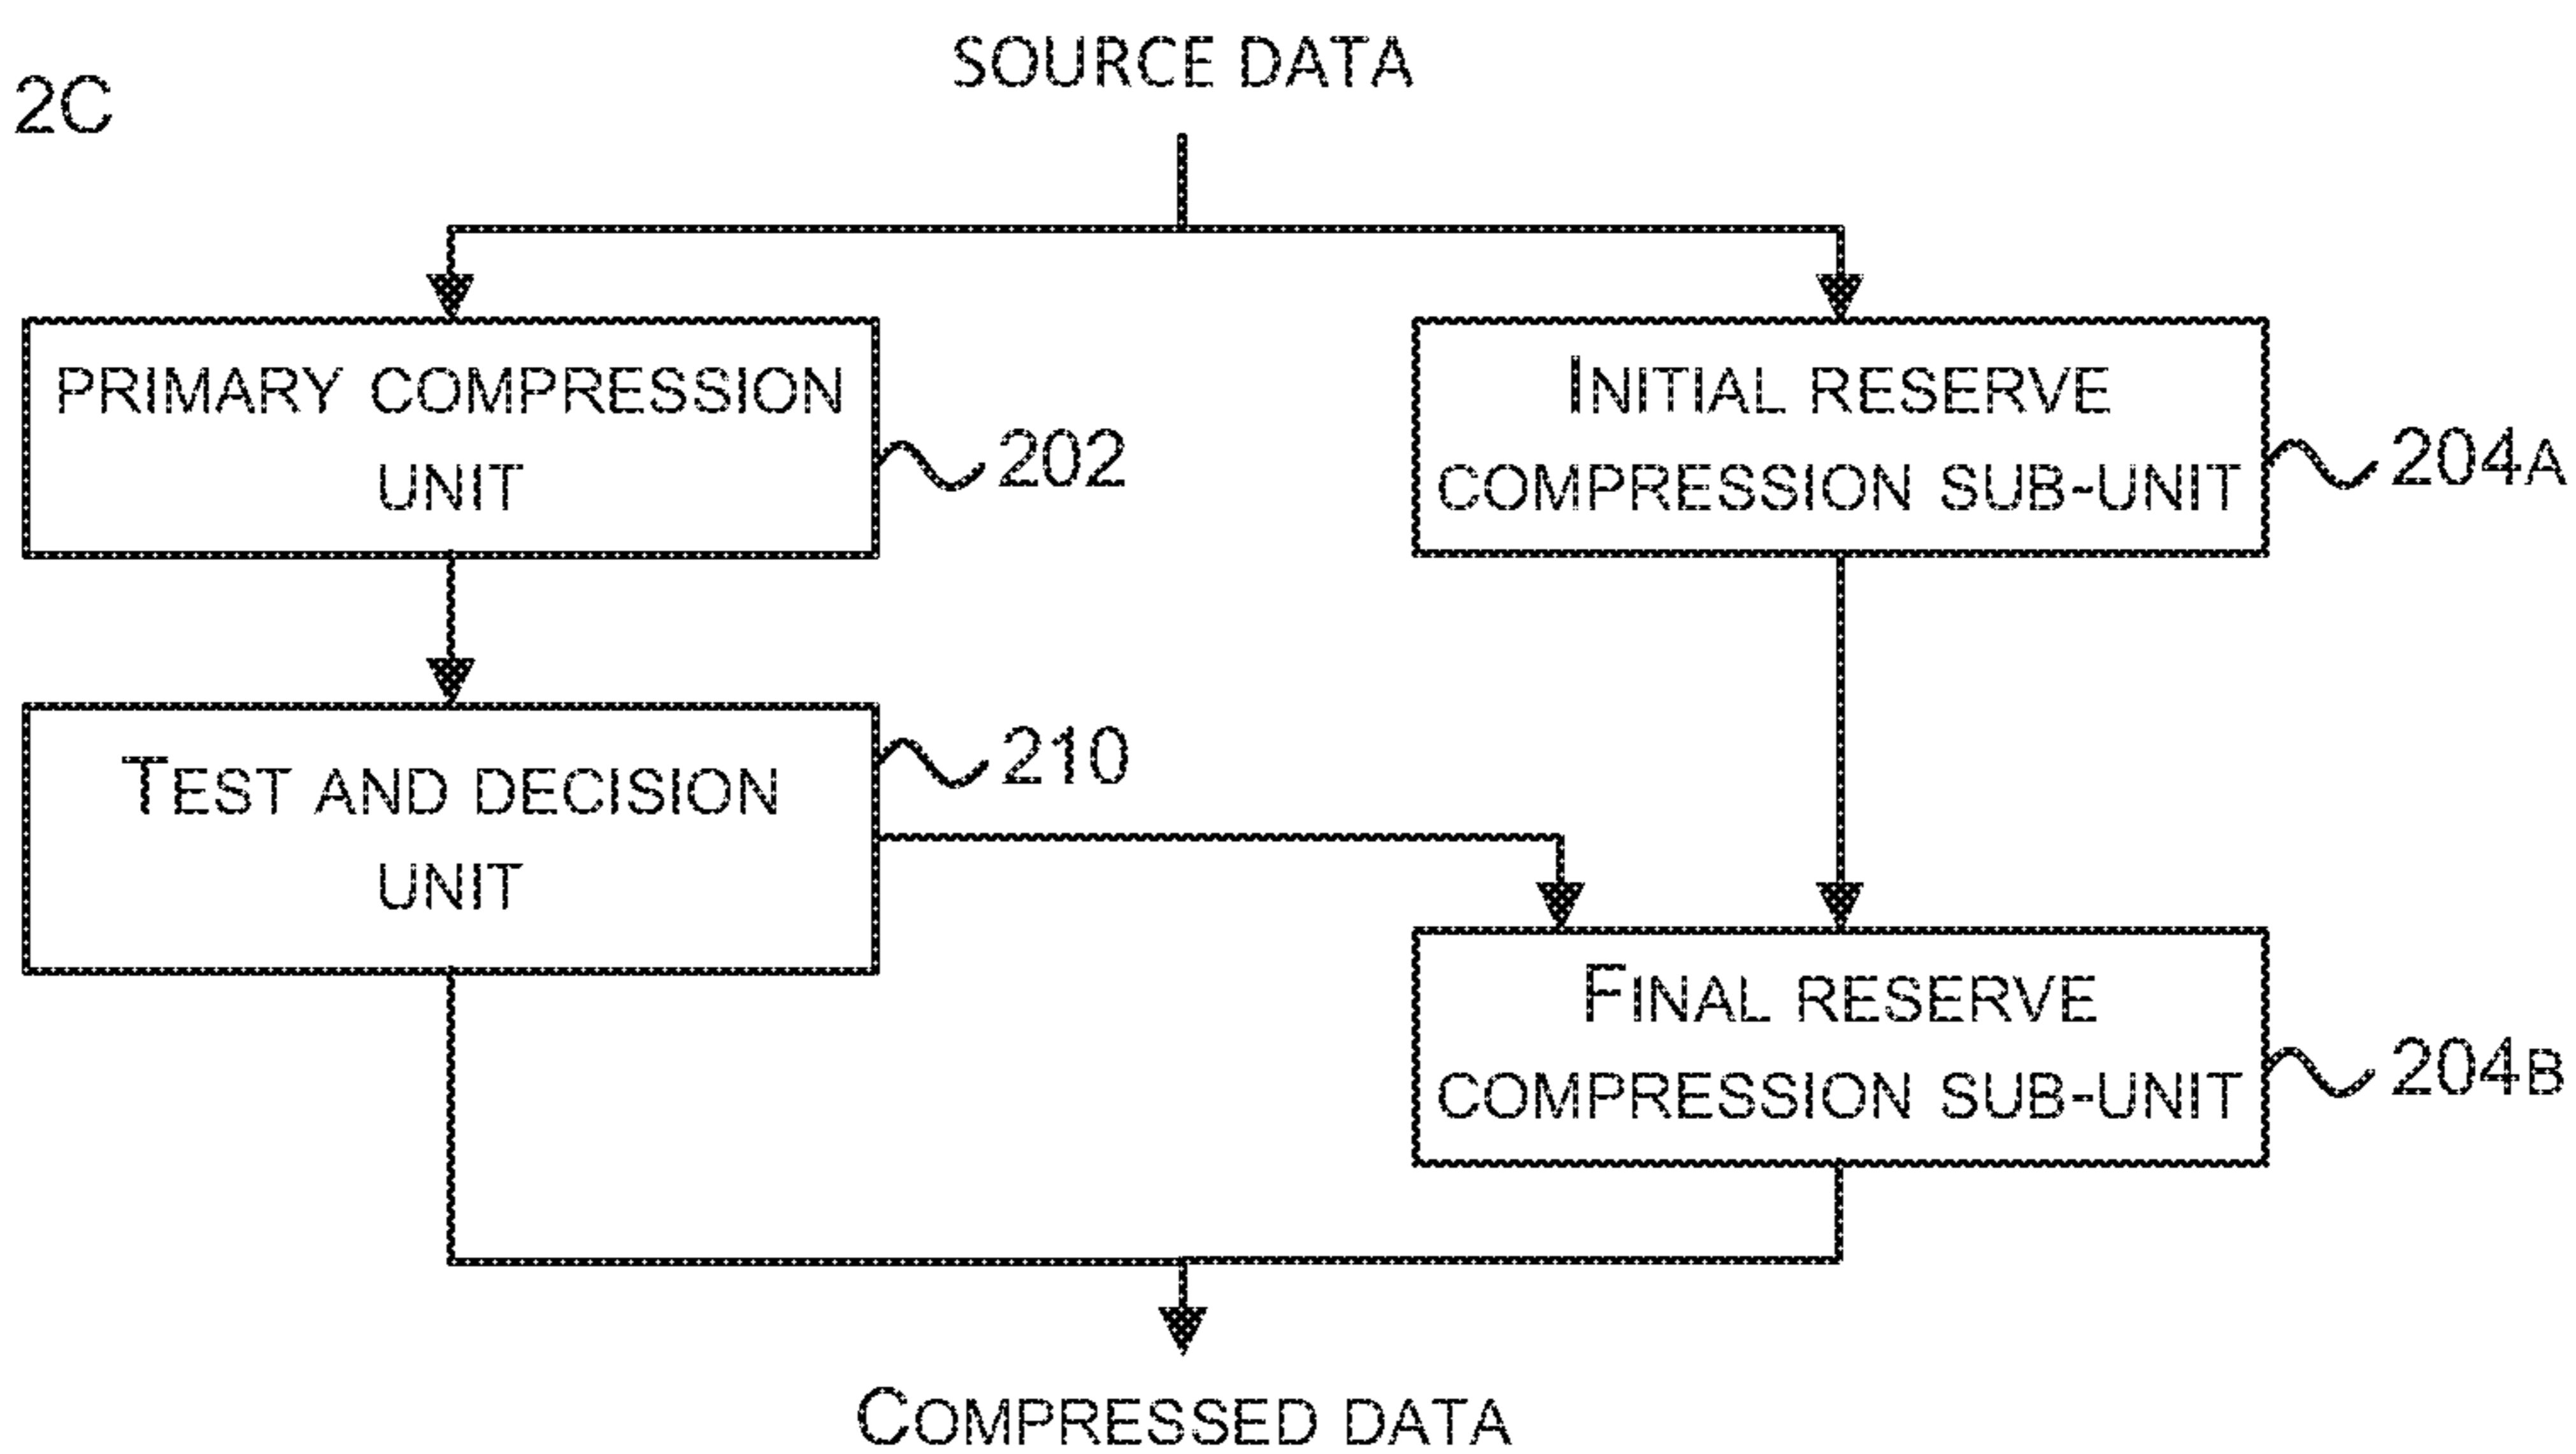 SOURCE DATA
2C
PRIMARY COMPRESSION
UNIT
202
INITIAL RESERVE
COMPRESSION SUB-UNIT
204A
TEST AND DECISION
UNIT
210
FINAL RESERVE
COMPRESSION SUB-UNIT
204B
COMPRESSED DATA